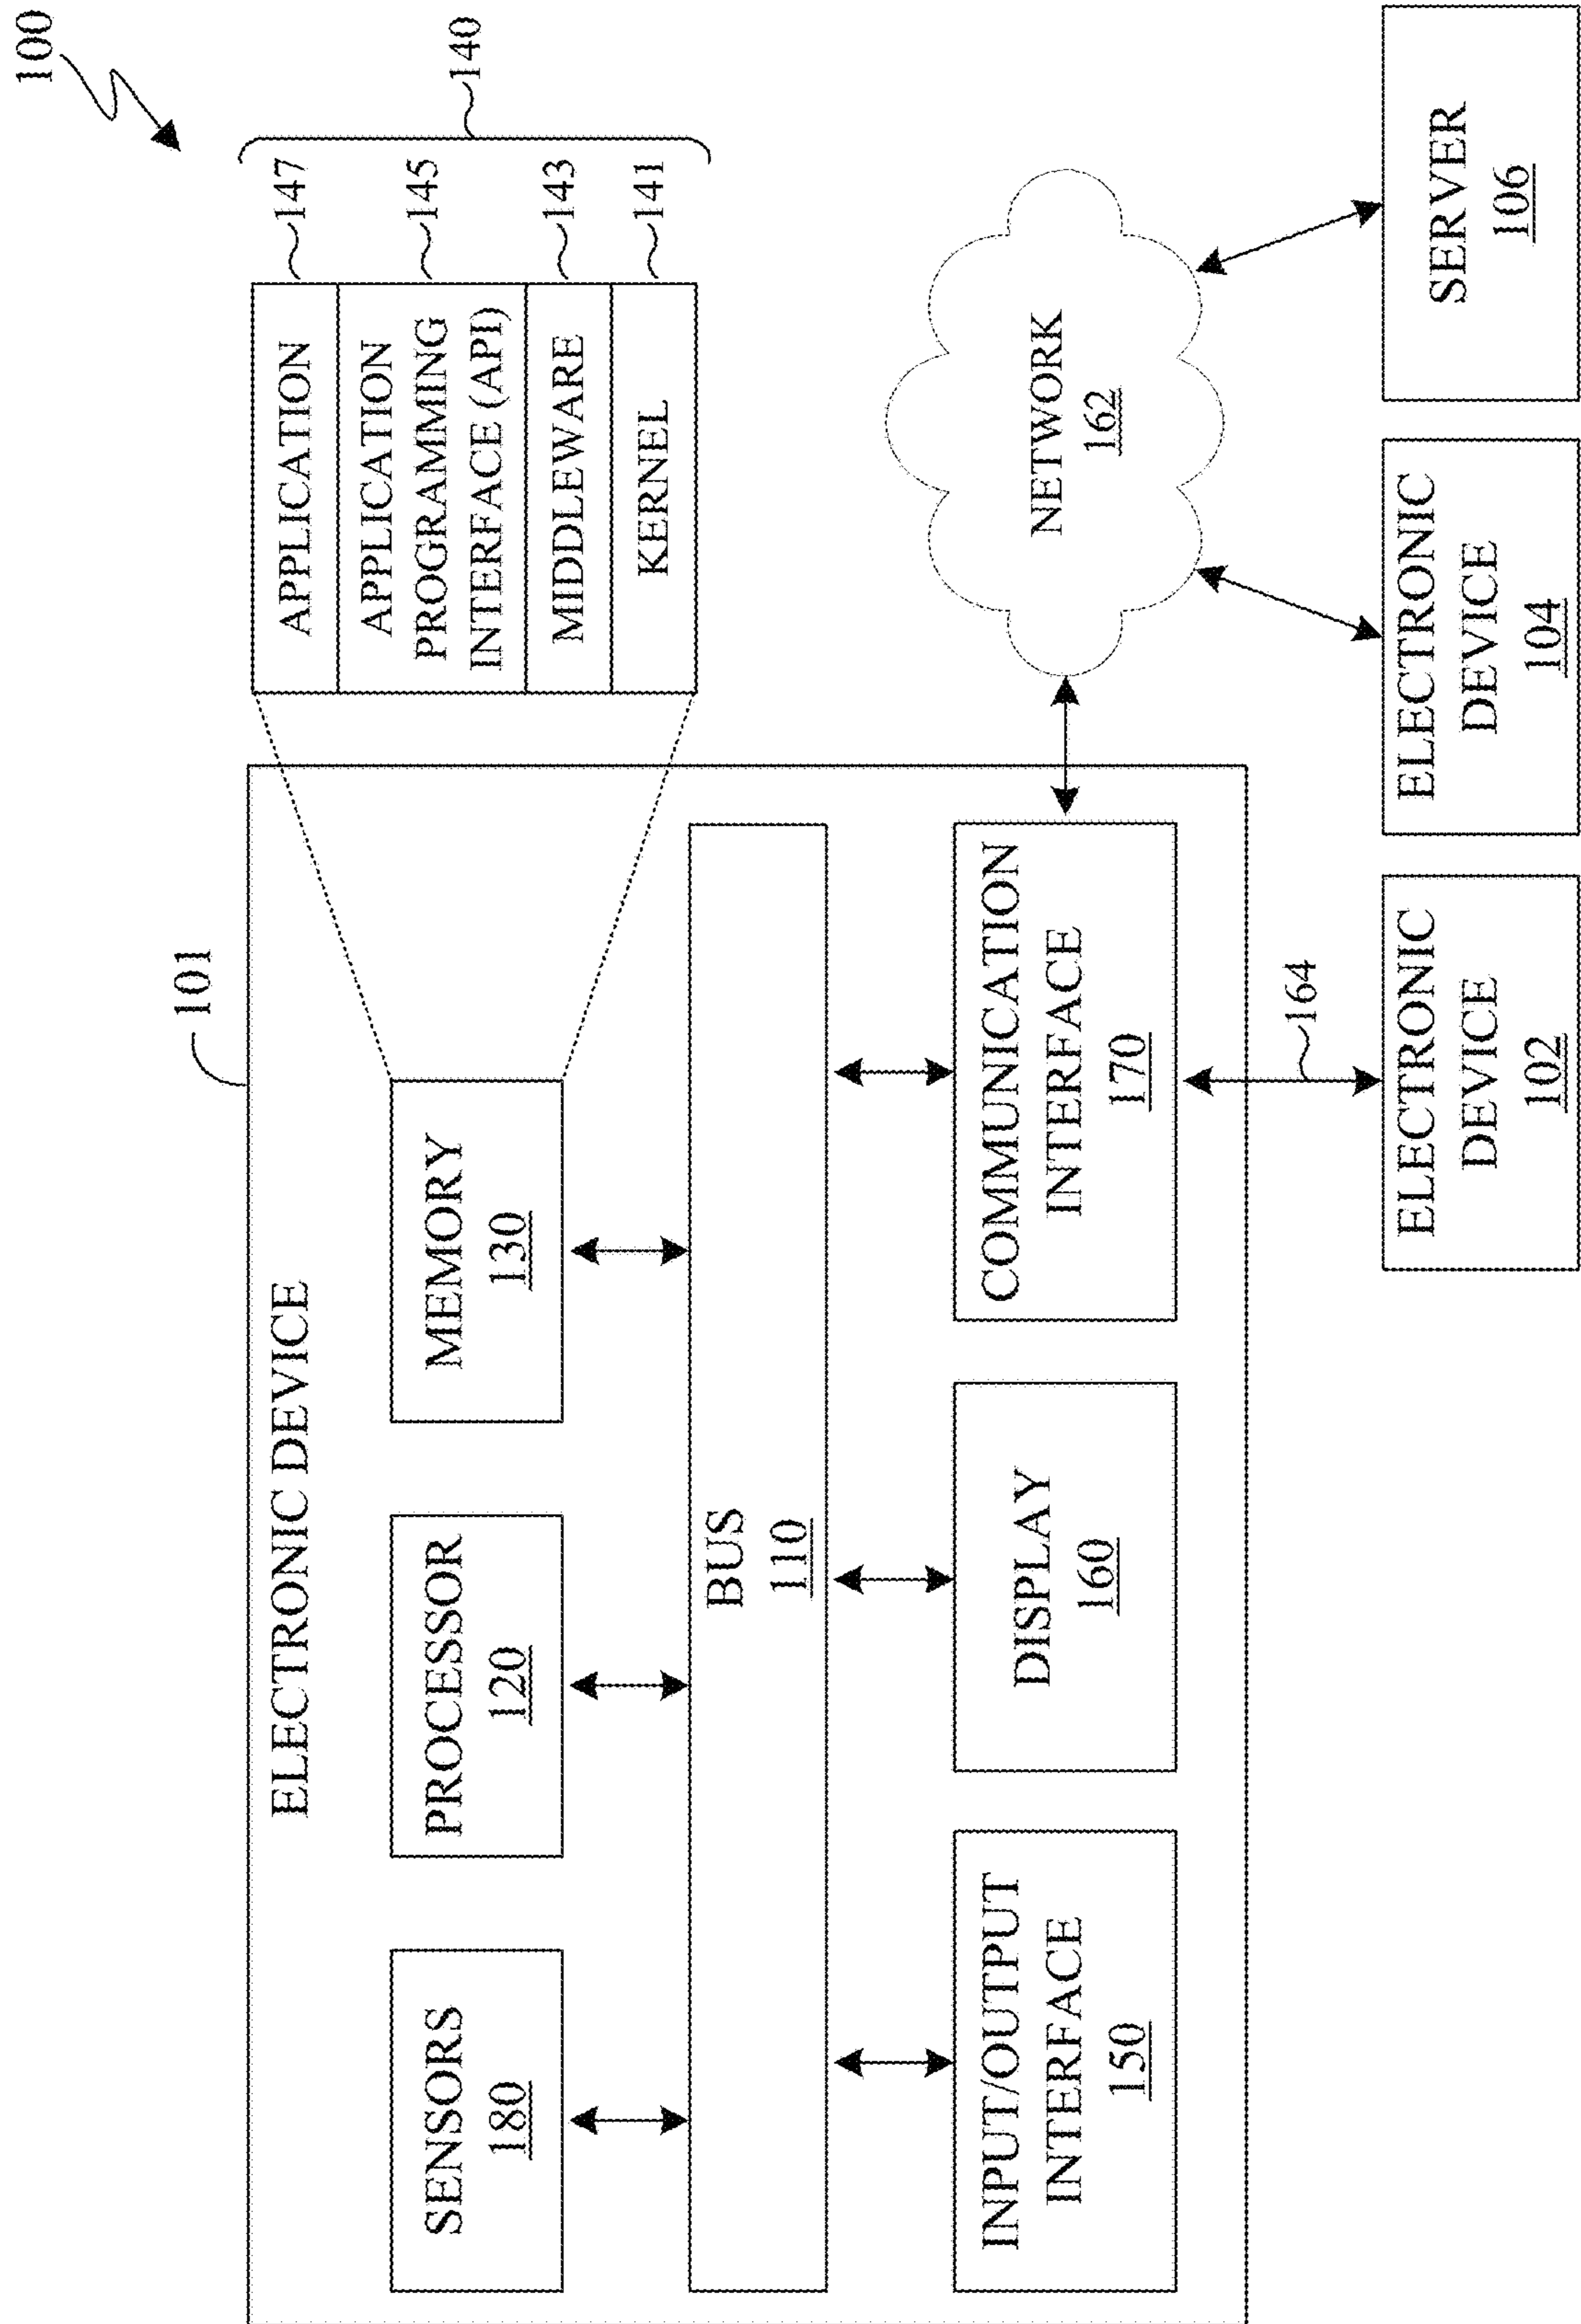 100
101
ELECTRONIC DEVICE
SENSORS
180
PROCESSOR
120
MEMORY
130
BUS
110
INPUT/OUTPUT
INTERFACE
150
DISPLAY
160
COMMUNICATION
INTERFACE
170
APPLICATION
147
APPLICATION
PROGRAMMING
INTERFACE (API)
145
MIDDLEWARE
143
KERNEL
141
140
NETWORK
162
164
ELECTRONIC
DEVICE
102
ELECTRONIC
DEVICE
104
SERVER
106